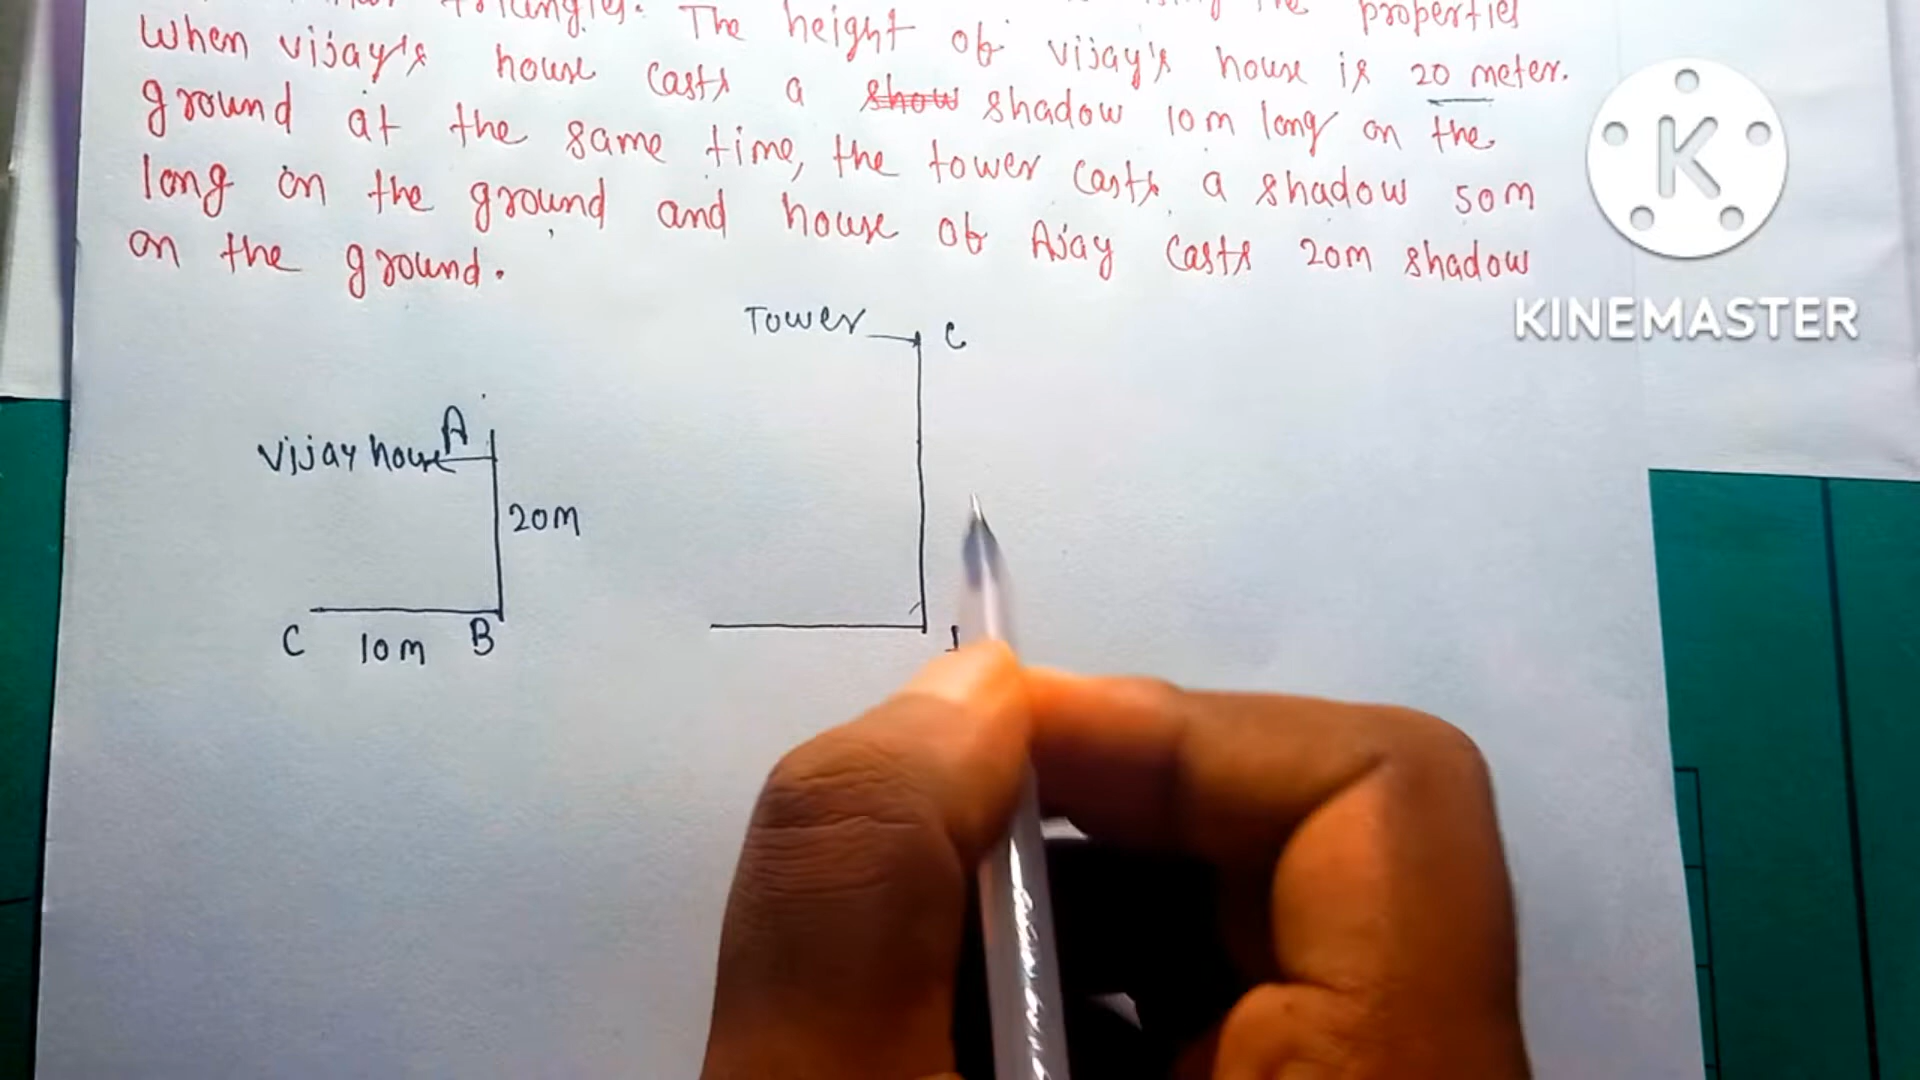 triangles. The properties
When vijay's height of vijay's house is 20 meter.
ground house casts a show shadow 10m long on the
at the same time, the tower casts a shadow 50m
long on the ground and house of Ajay casts 20m shadow
on the ground.
Tower C
Vijay house A
20m
C 10m B
K
KINEMASTER